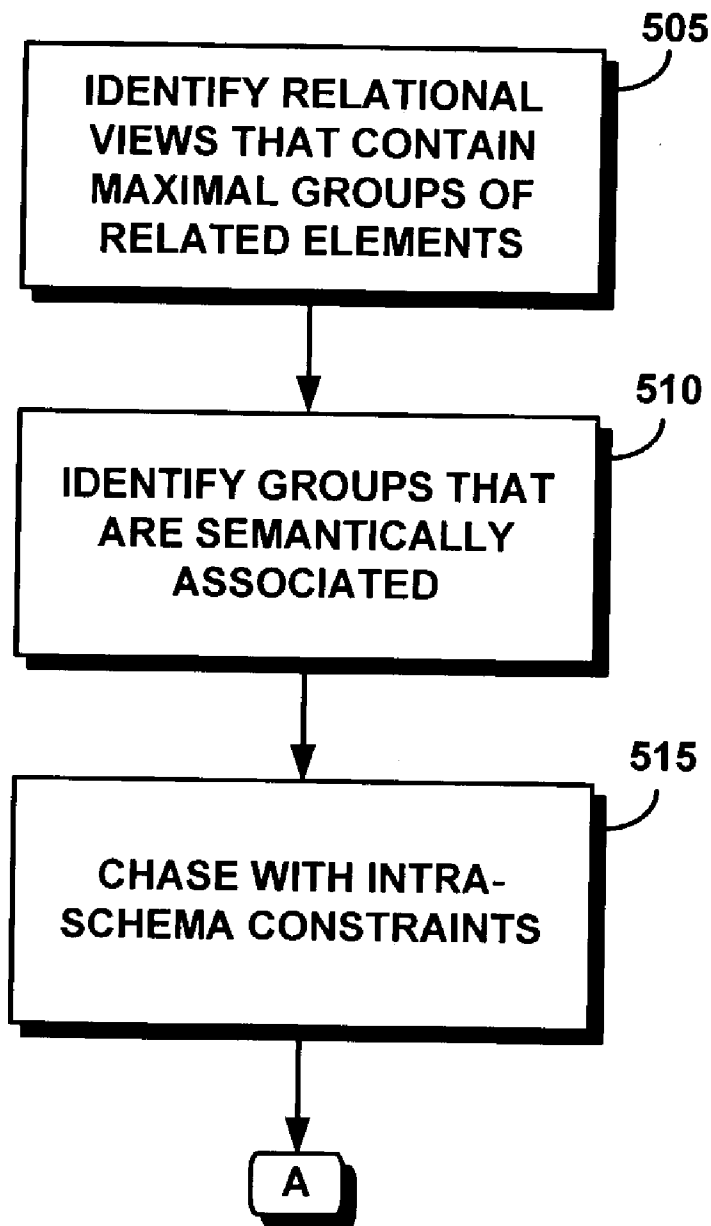 505
IDENTIFY RELATIONAL
VIEWS THAT CONTAIN
MAXIMAL GROUPS OF
RELATED ELEMENTS
510
IDENTIFY GROUPS THAT
ARE SEMANTICALLY
ASSOCIATED
515
CHASE WITH INTRA-
SCHEMA CONSTRAINTS
A